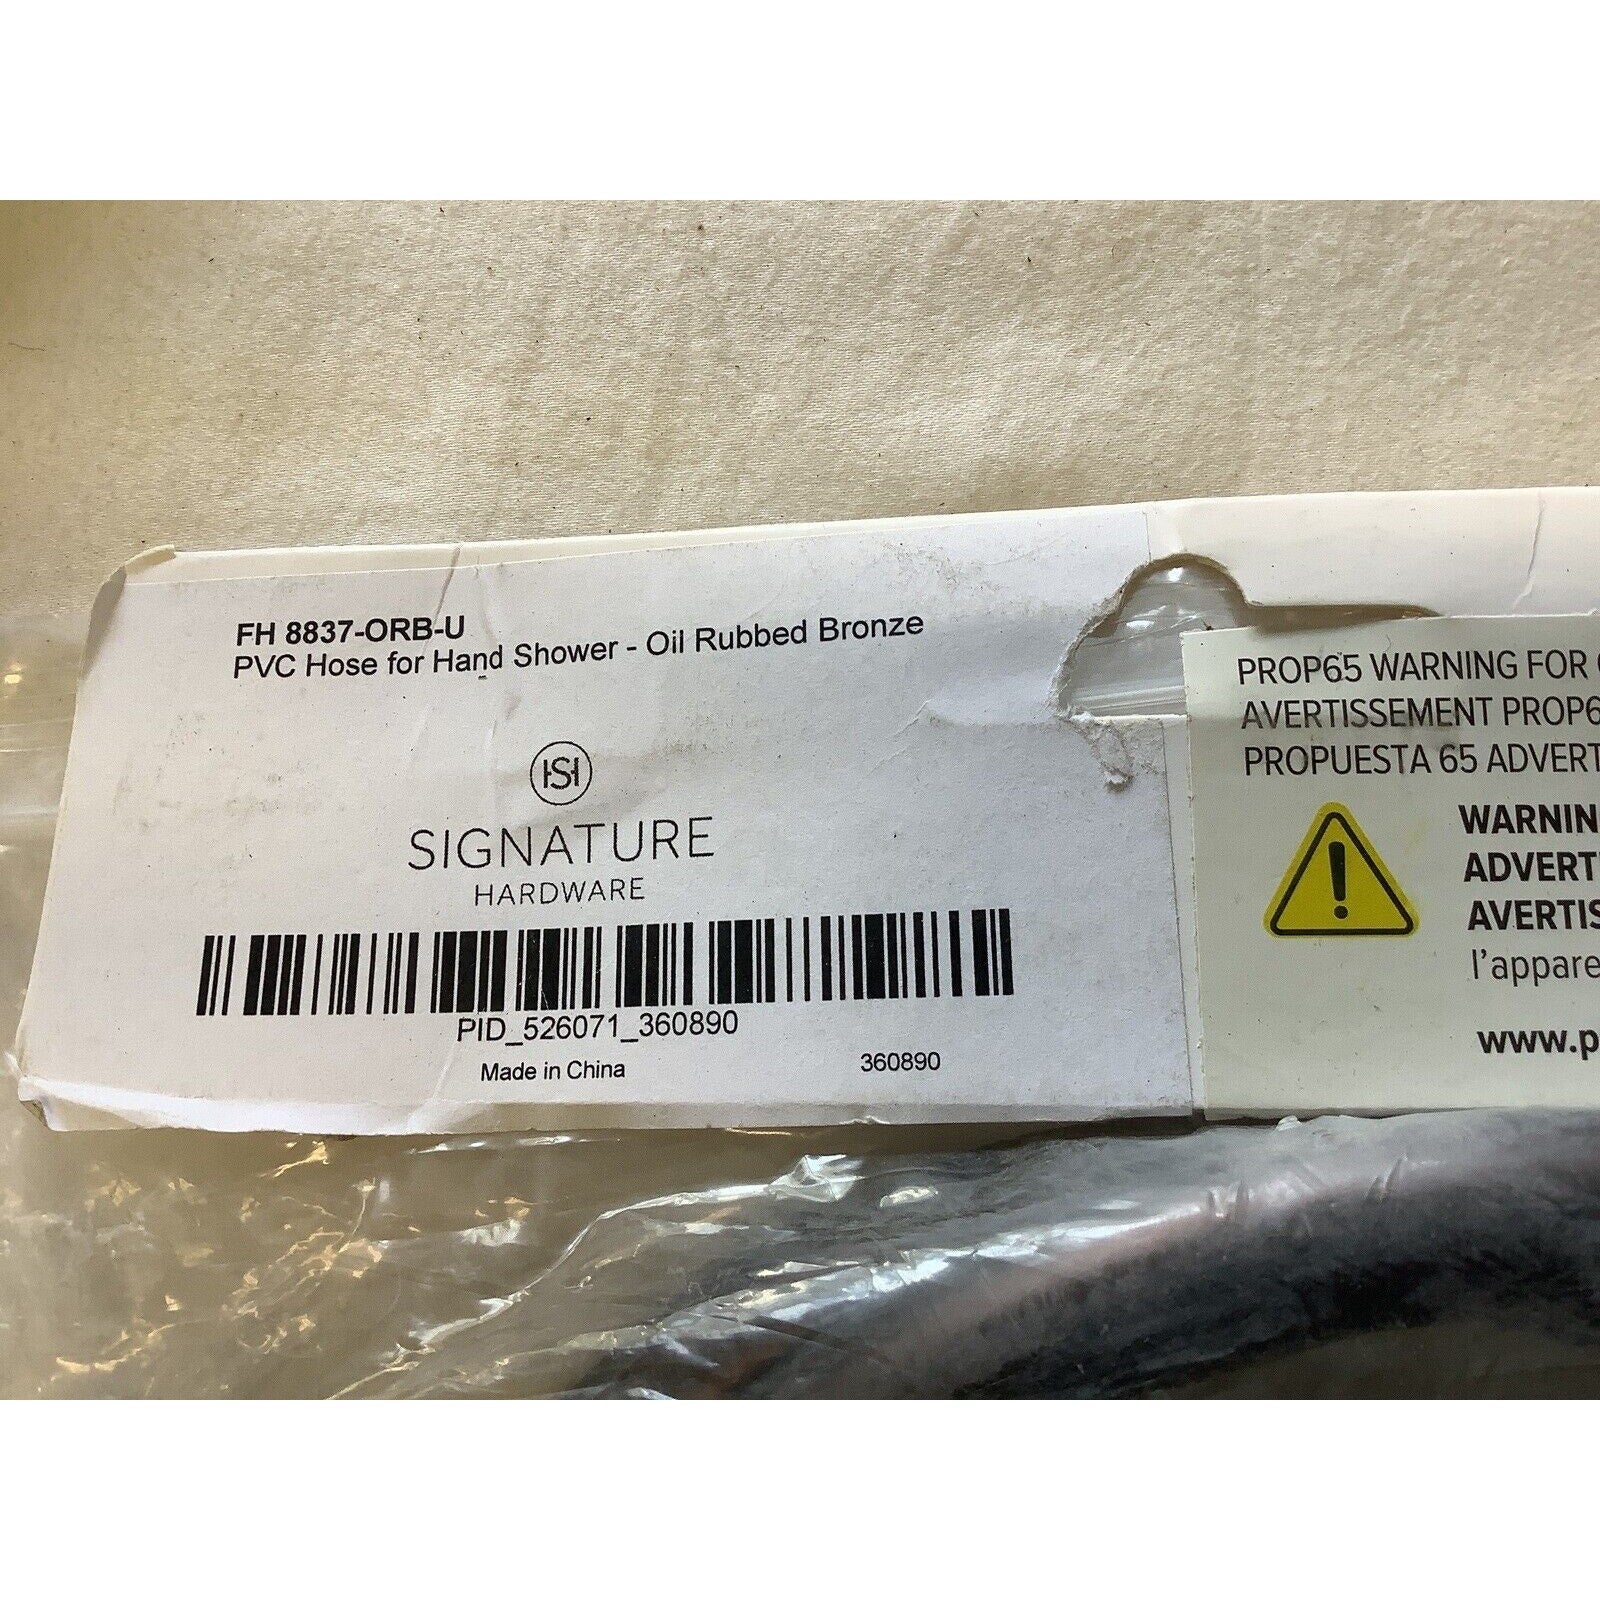 FH 8837-ORB-U
PVC Hose for Hand Shower - Oil Rubbed Bronze
HS
SIGNATURE
HARDWARE
PID_526071_360890
Made in China
360890
PROP65 WARNING FOR
AVERTISSEMENT PROP6
PROPUESTA 65 ADVERT
WARNIN
ADVERT
AVERTIS
l'appare
www.p